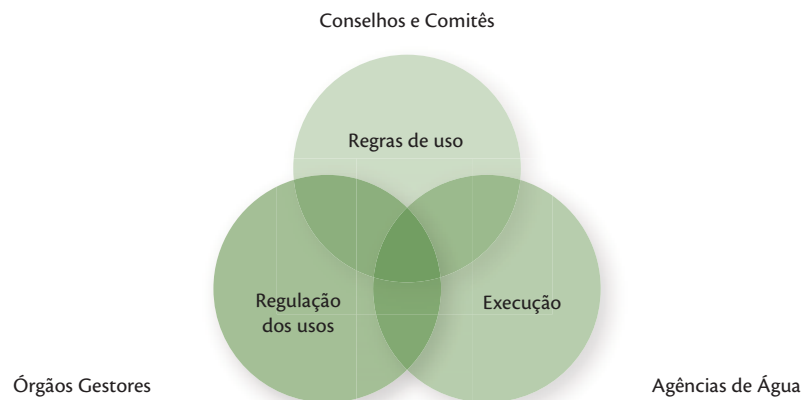 Conselhos e Comitês
Regras de uso
Regulação
dos usos
Execução
Órgãos Gestores
Agências de Água